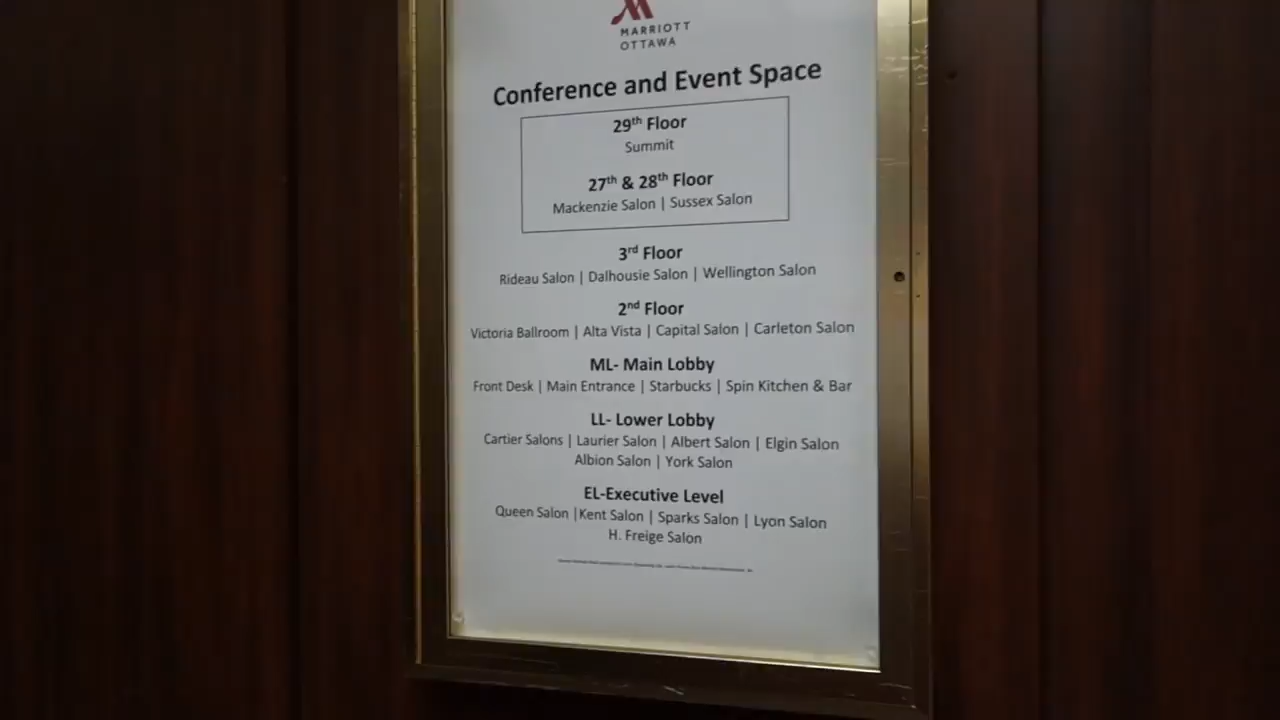 MARRIOTT
OTTAWA
Conference and Event Space
29th Floor
Summit
27th & 28th Floor
Mackenzie Salon | Sussex Salon
3rd Floor
Rideau Salon | Dalhousie Salon | Wellington Salon
2nd Floor
Victoria Ballroom | Alta Vista | Capital Salon | Carleton Salon
ML- Main Lobby
Front Desk | Main Entrance | Starbucks | Spin Kitchen & Bar
LL- Lower Lobby
Cartier Salons | Laurier Salon | Albert Salon | Elgin Salon
Albion Salon | York Salon
EL-Executive Level
Queen Salon |Kent Salon | Sparks Salon | Lyon Salon
H. Freige Salon